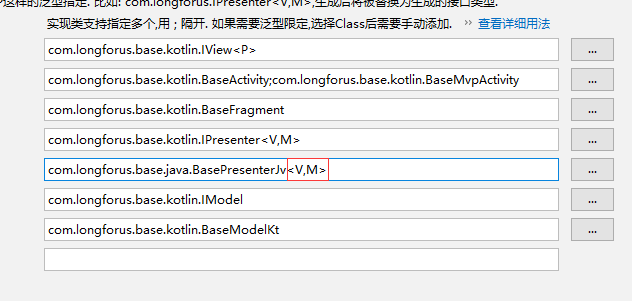 这样的泛型指定. 比如: com.longforus.IPresenter<V,M>,生成后将被替换为生成的接口类型.
实现类支持指定多个,用 ; 隔开. 如果需要泛型限定,选择Class后需要手动添加. 查看详细用法
com.longforus.base.kotlin.IView<P>
...
com.longforus.base.kotlin.BaseActivity;com.longforus.base.kotlin.BaseMvpActivity
...
com.longforus.base.kotlin.BaseFragment
...
com.longforus.base.kotlin.IPresenter<V,M>
...
com.longforus.base.java.BasePresenterJv<V,M>
...
com.longforus.base.kotlin.IModel
...
com.longforus.base.kotlin.BaseModelKt
...
...